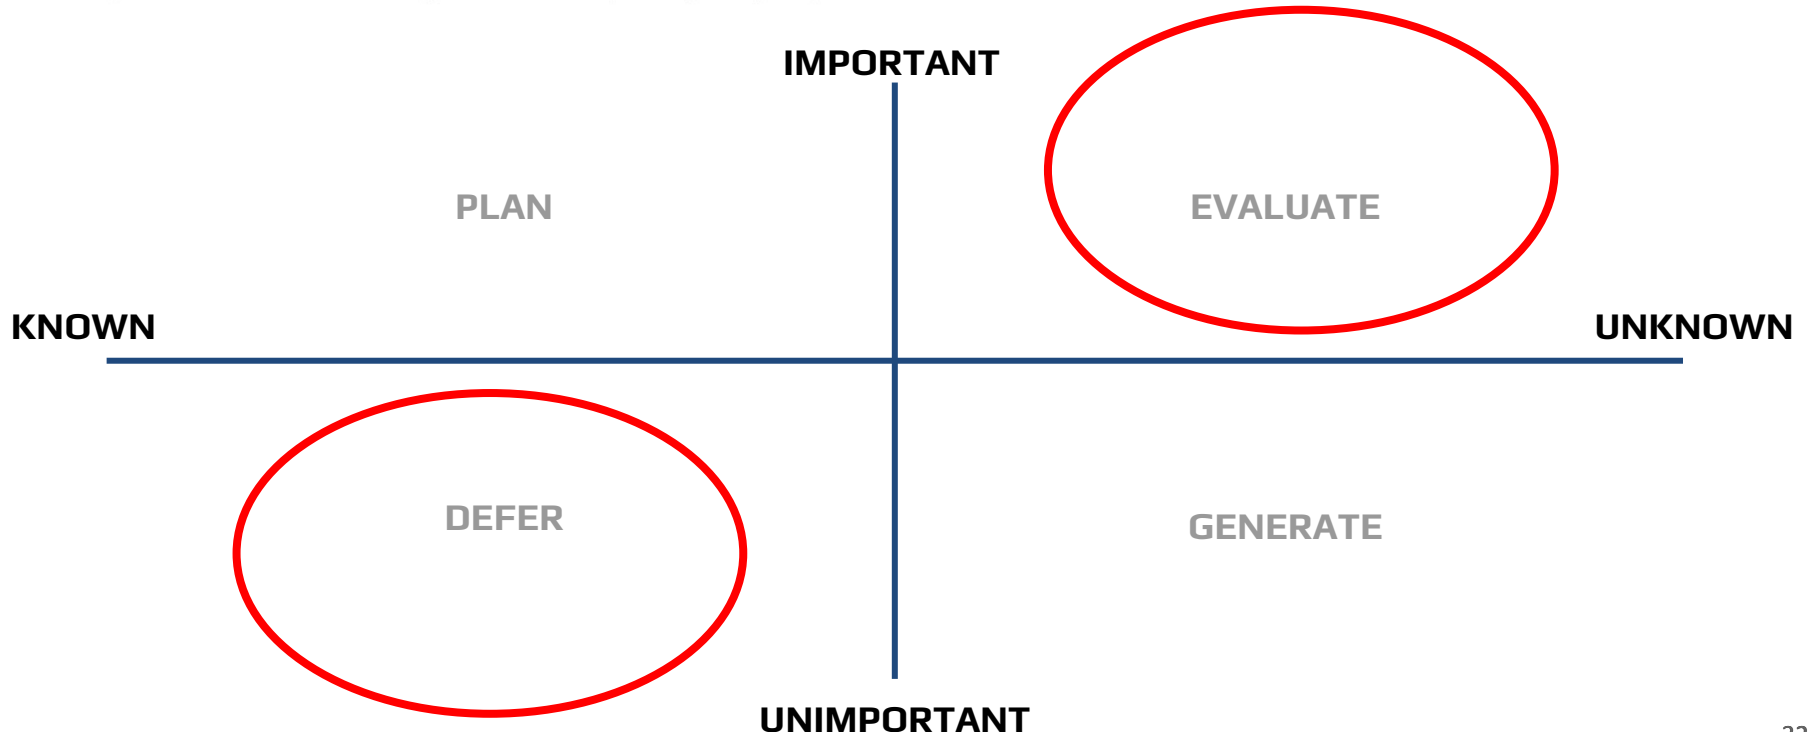 IMPORTANT
PLAN
EVALUATE
KNOWN
UNKNOWN
DEFER
GENERATE
UNIMPORTANT